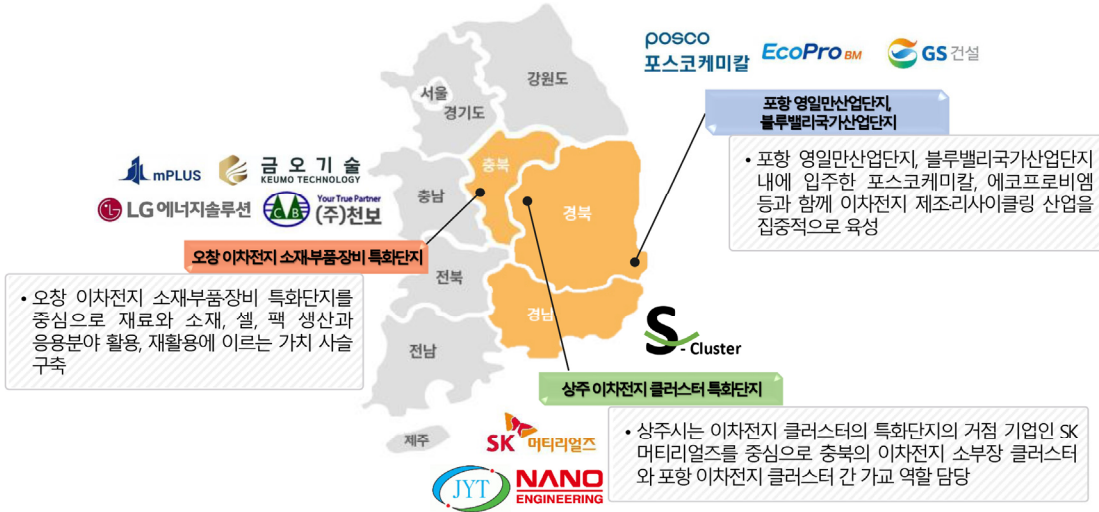 posco
포스코케미칼
EcoPro BM
GS건설
강원도
서울
경기도
포항 영일만산업단지,
블루밸리국가산업단지
• 포항 영일만산업단지, 블루밸리국가산업단지
내에 입주한 포스코케미칼, 에코프로비엠
등과 함께 이차전지 제조·리사이클링 산업을
집중적으로 육성
mPLUS
금오기술
KEUMO TECHNOLOGY
LG에너지솔루션
CB
Your True Partner
(주)천보
충북
충남
경북
오창 이차전지 소재·부품·장비 특화단지
• 오창 이차전지 소재·부품·장비 특화단지를
중심으로 재료와 소재, 셀, 팩 생산과
응용분야 활용, 재활용에 이르는 가치 사슬
구축
전북
경남
전남
제주
S - Cluster
상주 이차전지 클러스터 특화단지
• 상주시는 이차전지 클러스터의 특화단지의 거점 기업인 SK
머티리얼즈를 중심으로 충북의 이차전지 소부장 클러스터
와 포항 이차전지 클러스터 간 가교 역할 담당
SK 머티리얼즈
JYT
NANO
ENGINEERING